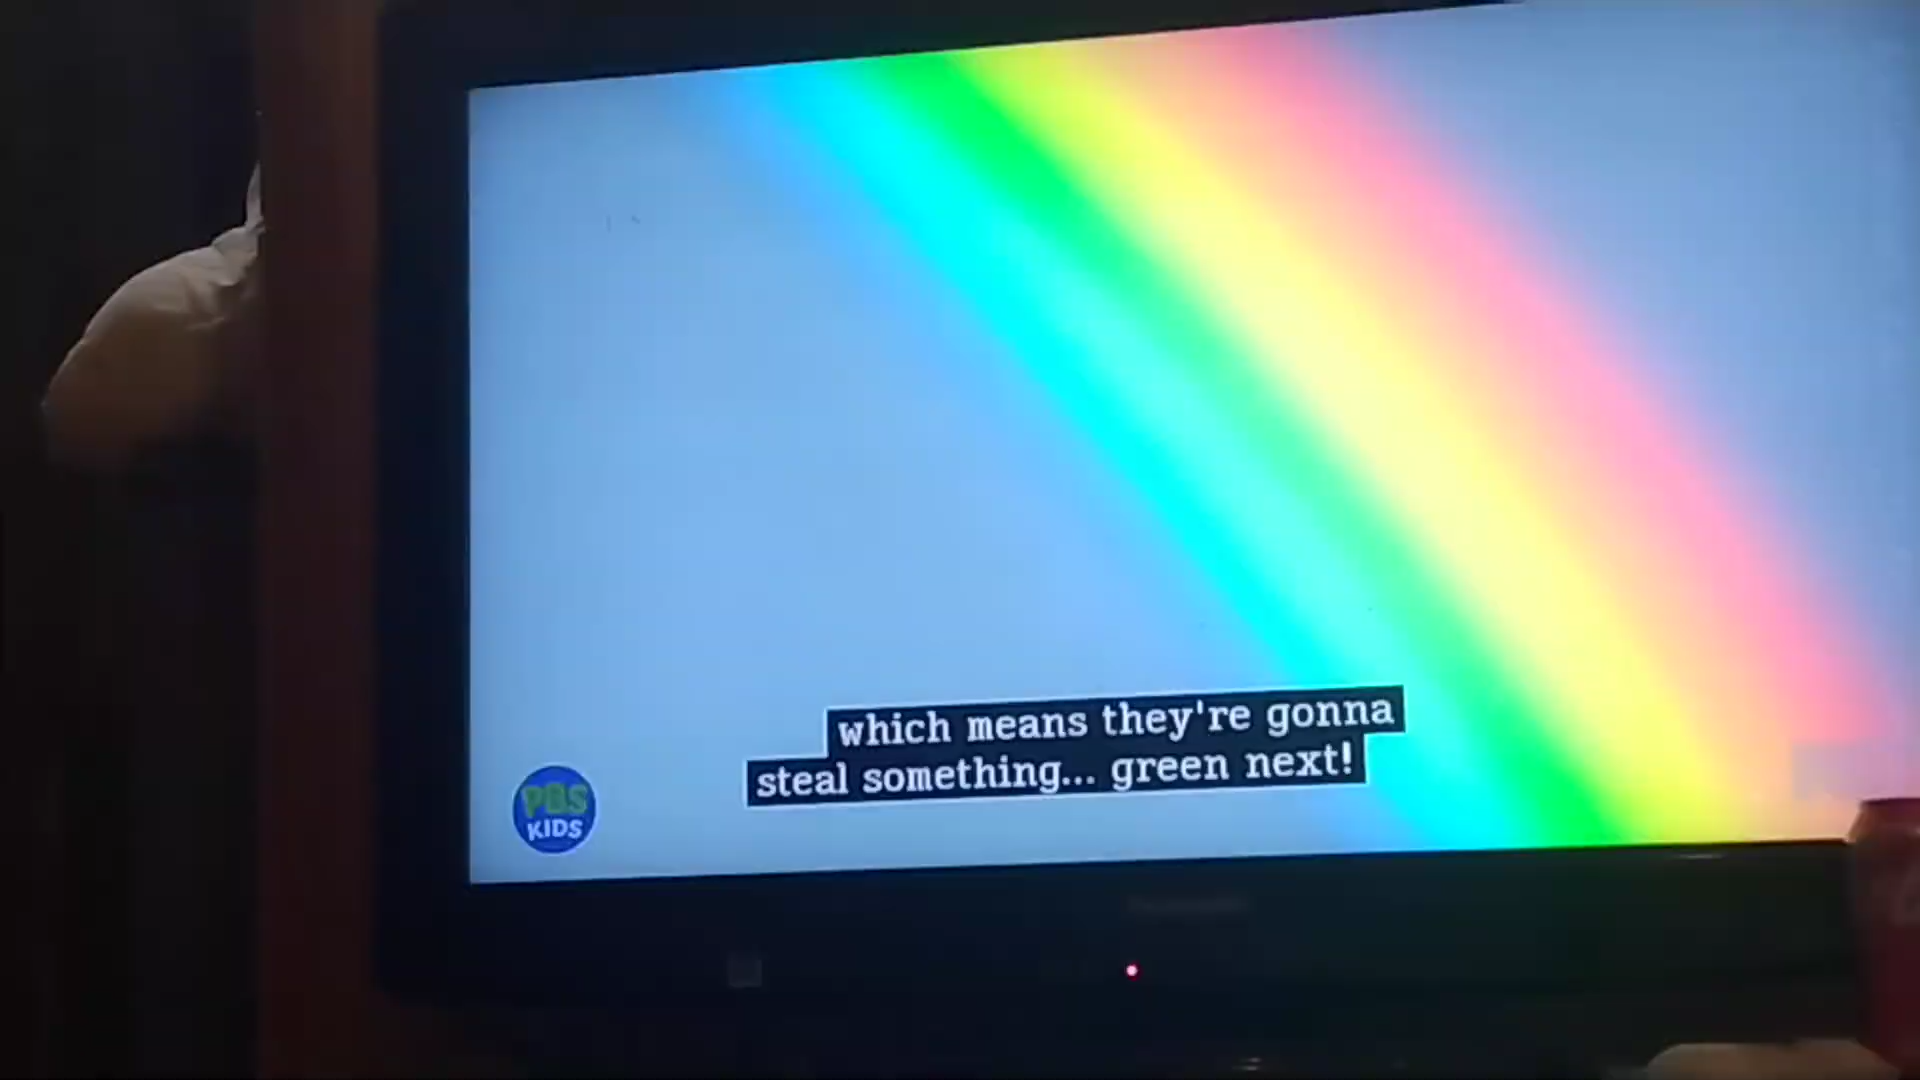 which means they're gonna
steal something... green next!
PBS
KIDS